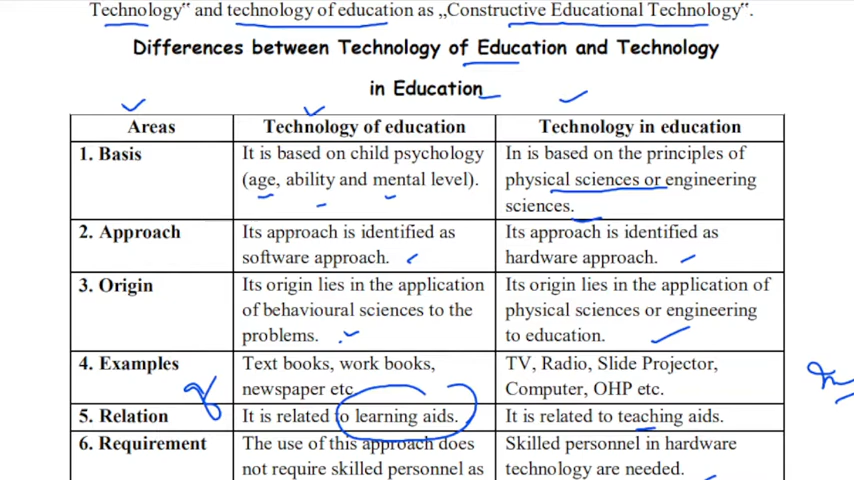 Technology‟ and technology of education as „Constructive Educational Technology‟.
Differences between Technology of Education and Technology
in Education
Areas Technology of education Technology in education
1. Basis It is based on child psychology In is based on the principles of
(age, ability and mental level). physical sciences or engineering
sciences.
2. Approach Its approach is identified as Its approach is identified as
software approach. hardware approach.
3. Origin Its origin lies in the application Its origin lies in the application of
of behavioural sciences to the physical sciences or engineering
problems. to education.
4. Examples Text books, work books, TV, Radio, Slide Projector,
newspaper etc Computer, OHP etc.
5. Relation It is related to learning aids. It is related to teaching aids.
6. Requirement The use of this approach does Skilled personnel in hardware
not require skilled personnel as technology are needed.